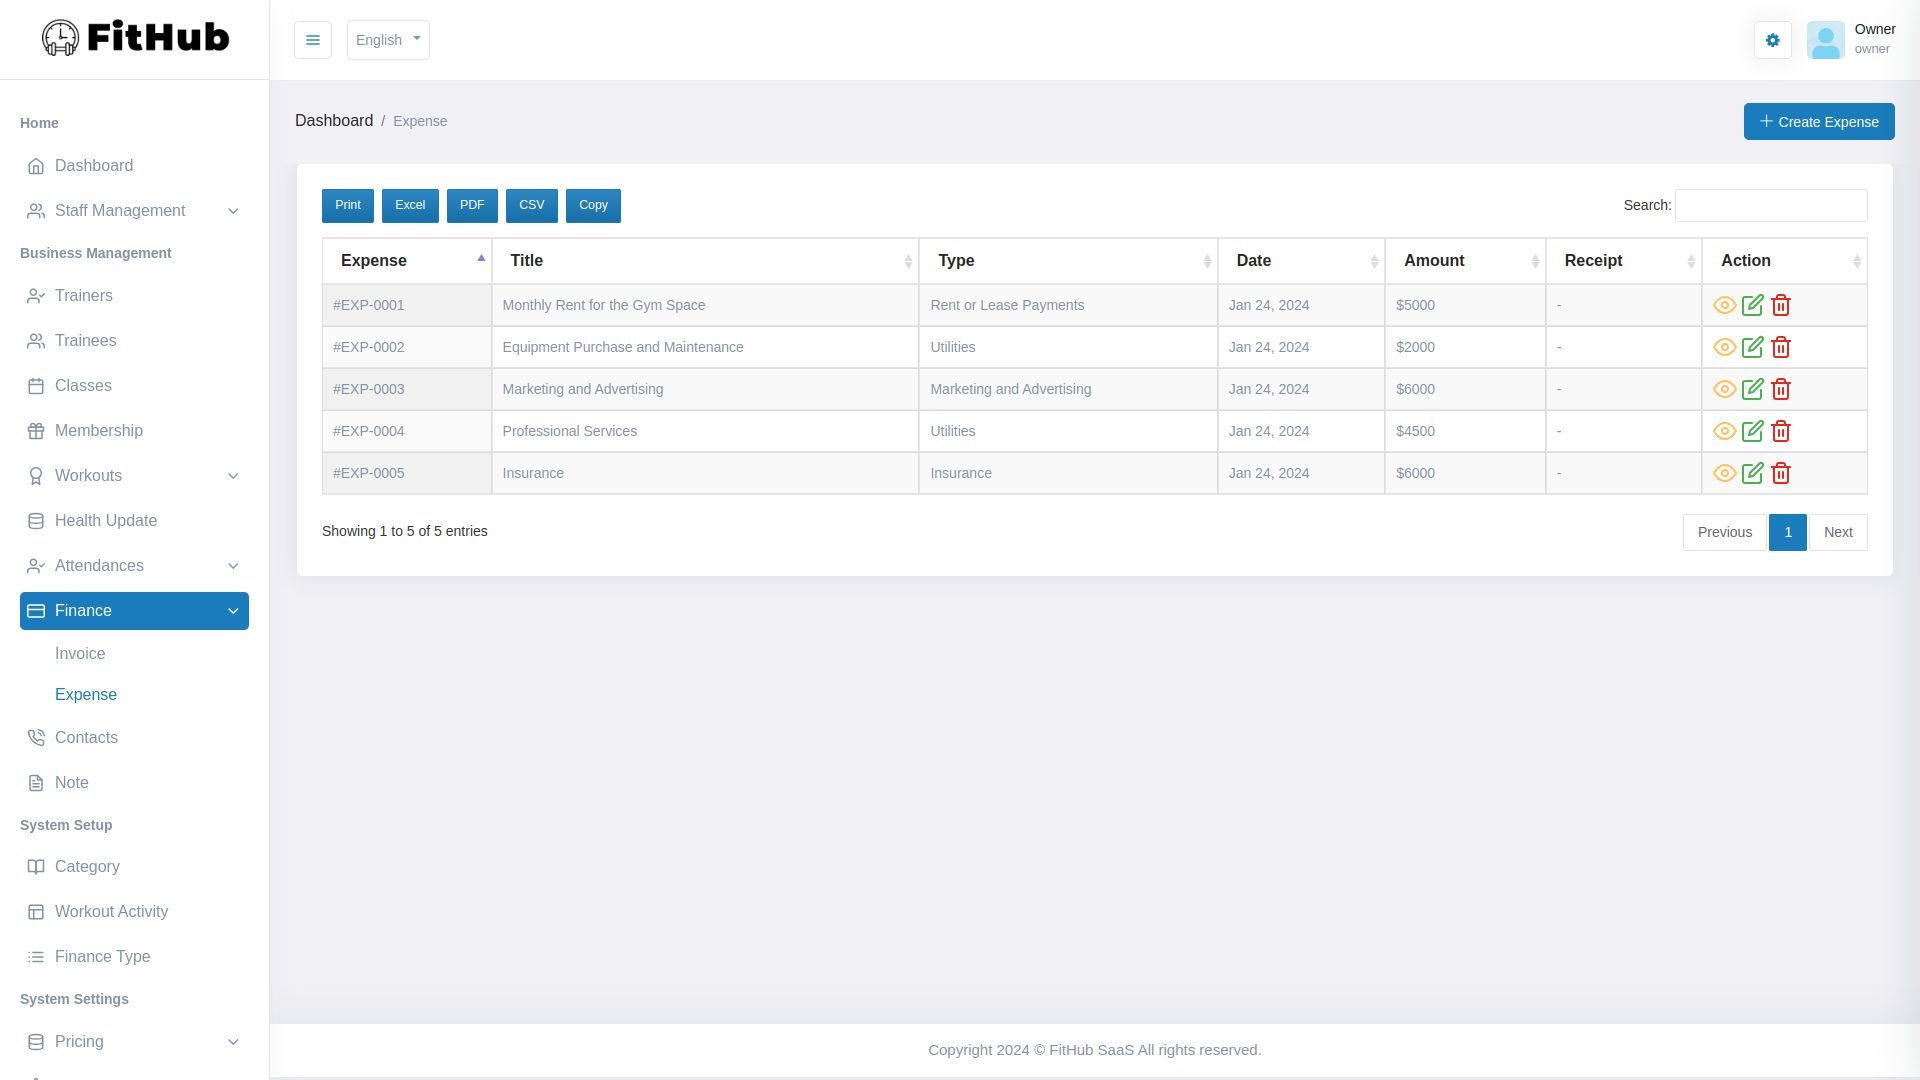 FitHub
English
Owner
owner
Home
Dashboard
Staff Management
Business Management
Trainers
Trainees
Classes
Membership
Workouts
Health Update
Attendances
Finance
Invoice
Expense
Contacts
Note
System Setup
Category
Workout Activity
Finance Type
System Settings
Pricing
Dashboard / Expense
Create Expense
Print Excel PDF CSV Copy
Search:
Expense Title Type Date Amount Receipt Action
#EXP-0001 Monthly Rent for the Gym Space Rent or Lease Payments Jan 24, 2024 $5000 -
#EXP-0002 Equipment Purchase and Maintenance Utilities Jan 24, 2024 $2000 -
#EXP-0003 Marketing and Advertising Marketing and Advertising Jan 24, 2024 $6000 -
#EXP-0004 Professional Services Utilities Jan 24, 2024 $4500 -
#EXP-0005 Insurance Insurance Jan 24, 2024 $6000 -
Showing 1 to 5 of 5 entries
Previous 1 Next
Copyright 2024 © FitHub SaaS All rights reserved.